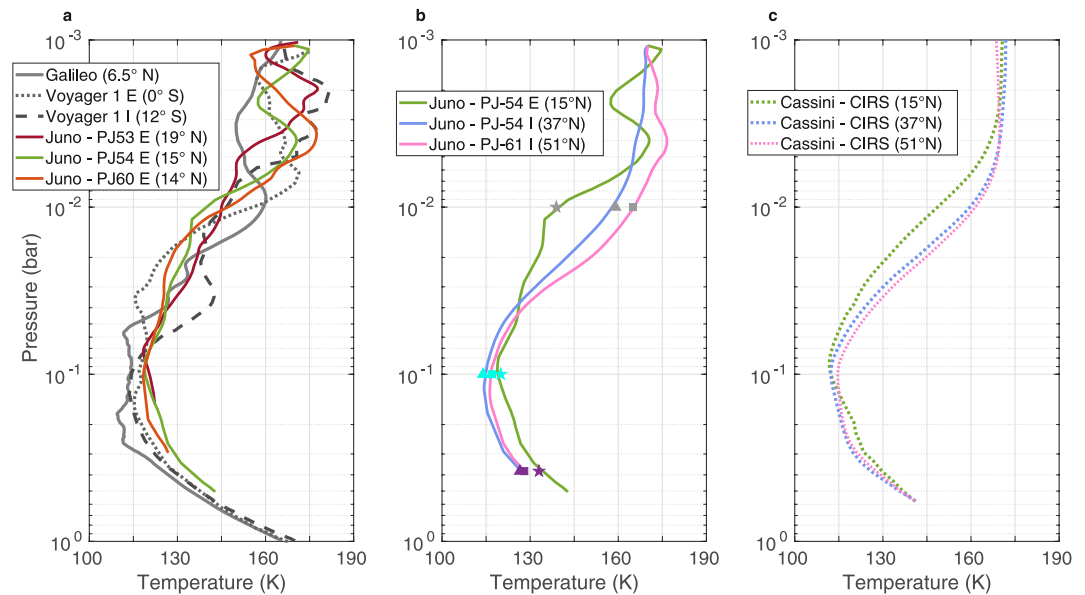 a
b
c
10^-3
10^-2
10^-1
10^0
Pressure (bar)
Galileo (6.5° N)
Voyager 1 E (0° S)
Voyager 1 I (12° S)
Juno - PJ53 E (19° N)
Juno - PJ54 E (15° N)
Juno - PJ60 E (14° N)
100
130
160
190
Temperature (K)
10^-3
10^-2
10^-1
10^0
Juno - PJ-54 E (15°N)
Juno - PJ-54 I (37°N)
Juno - PJ-61 I (51°N)
100
130
160
190
Temperature (K)
10^-3
10^-2
10^-1
10^0
Cassini - CIRS (15°N)
Cassini - CIRS (37°N)
Cassini - CIRS (51°N)
100
130
160
190
Temperature (K)